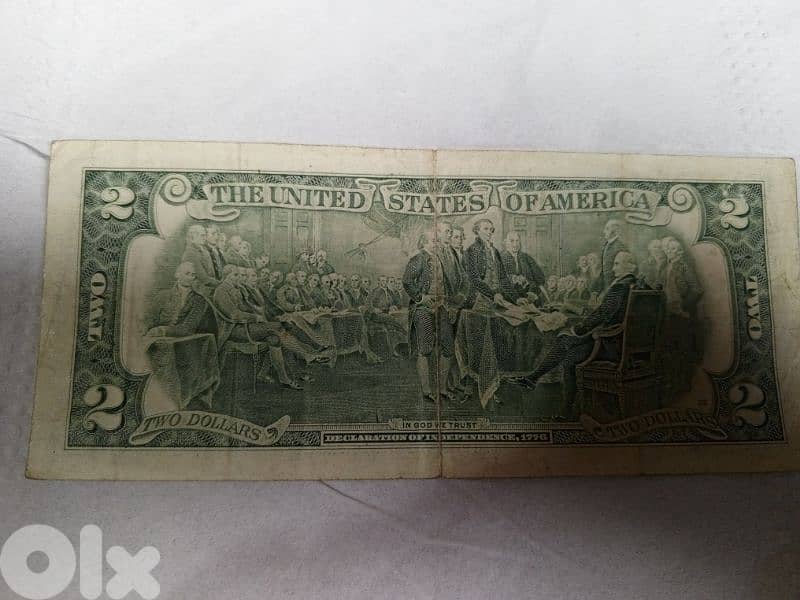 2
THE UNITED STATES OF AMERICA
2
TWO
TWO
2
TWO DOLLARS
IN GOD WE TRUST
DECLARATION OF INDEPENDENCE, 1776
TWO DOLLARS
2
Olx